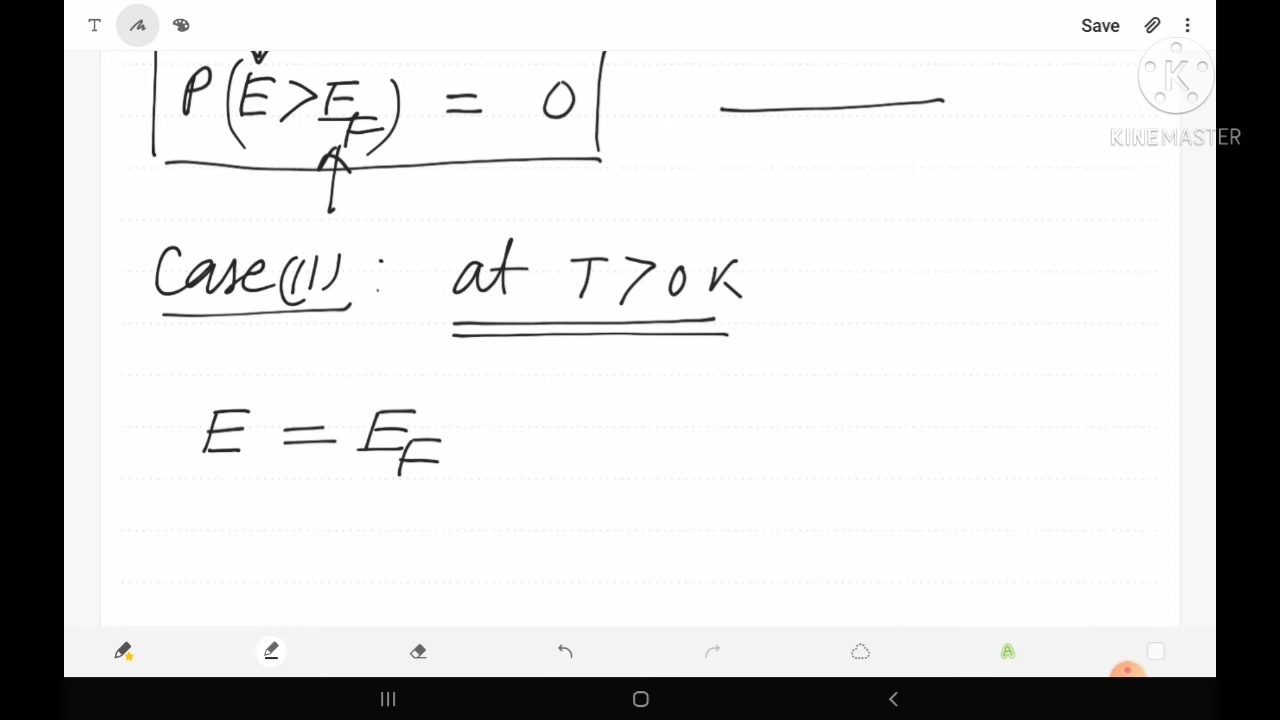 T Save
P(E>E_F) = 0
K
KINEMASTER
Case(II) : at T>0 K
E = E_F
A